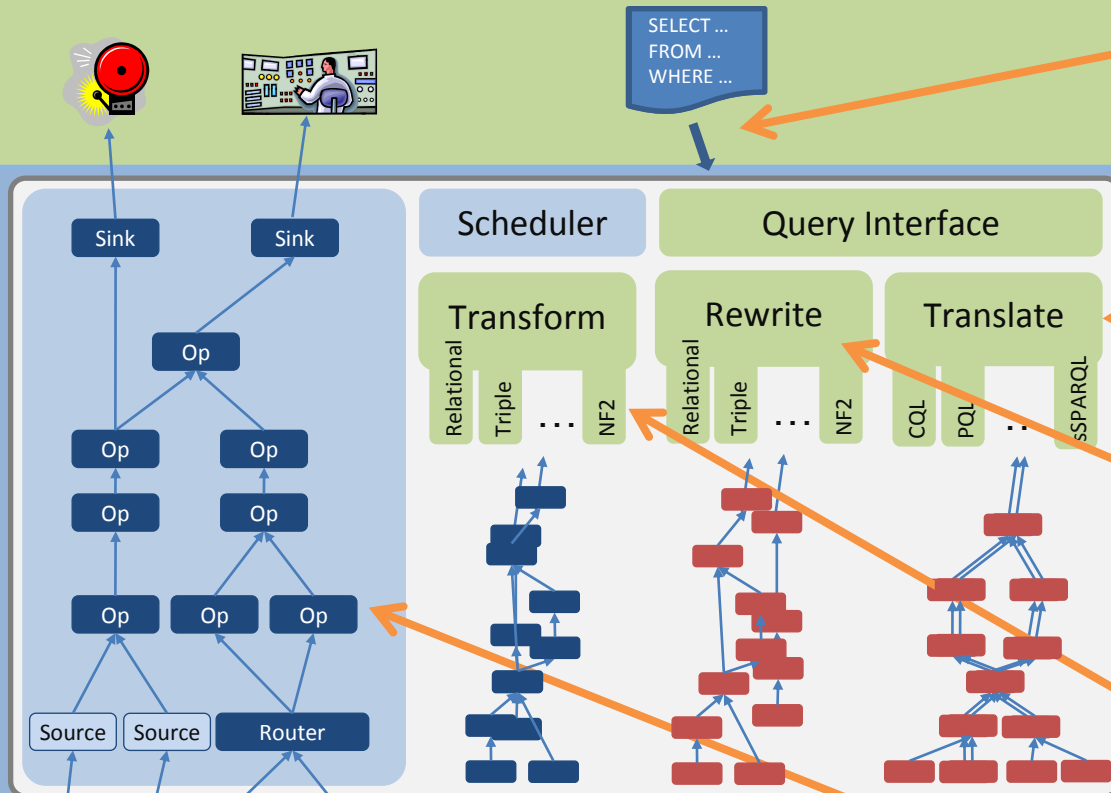 SELECT ...
FROM ...
WHERE ...
Sink
Sink
Scheduler
Query Interface
Op
Transform
Rewrite
Translate
Relational
Triple
...
NF2
Relational
Triple
...
NF2
CQL
PQL
..
sSPARQL
Op
Op
Op
Op
Op
Op
Op
Source
Source
Router